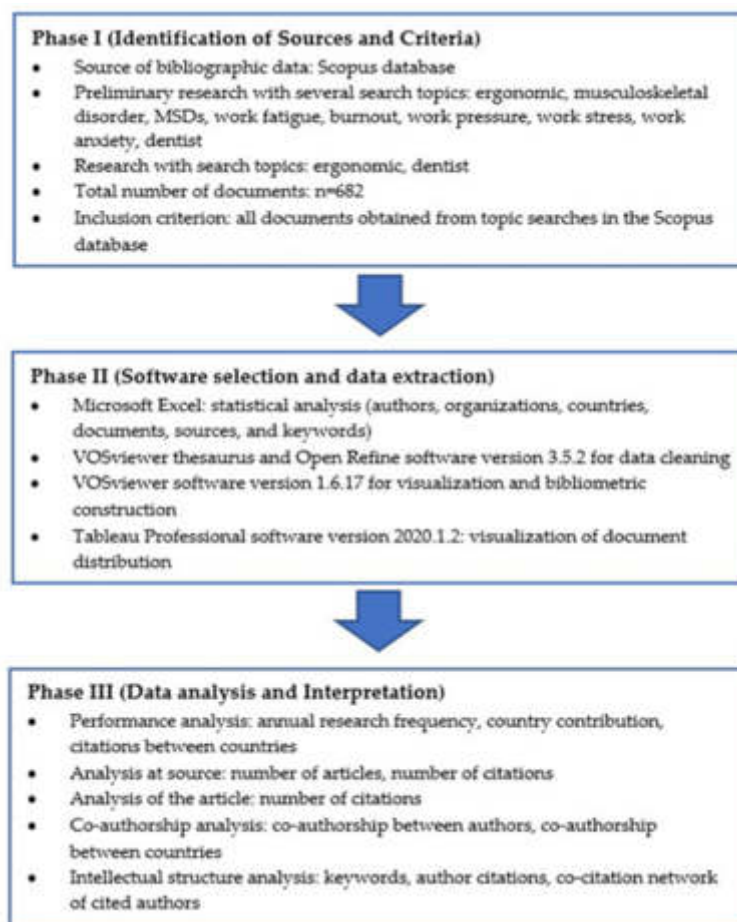 Phase I (Identification of Sources and Criteria)
• Source of bibliographic data: Scopus database
• Preliminary research with several search topics: ergonomic, musculoskeletal
disorder, MSDs, work fatigue, burnout, work pressure, work stress, work
anxiety, dentist
• Research with search topics: ergonomic, dentist
• Total number of documents: n=682
• Inclusion criterion: all documents obtained from topic searches in the Scopus
database
Phase II (Software selection and data extraction)
• Microsoft Excel: statistical analysis (authors, organizations, countries,
documents, sources, and keywords)
• VOSviewer thesaurus and Open Refine software version 3.5.2 for data cleaning
• VOSviewer software version 1.6.17 for visualization and bibliometric
construction
• Tableau Professional software version 2020.1.2: visualization of document
distribution
Phase III (Data analysis and Interpretation)
• Performance analysis: annual research frequency, country contribution,
citations between countries
• Analysis at source: number of articles, number of citations
• Analysis of the article: number of citations
• Co-authorship analysis: co-authorship between authors, co-authorship
between countries
• Intellectual structure analysis: keywords, author citations, co-citation network
of cited authors